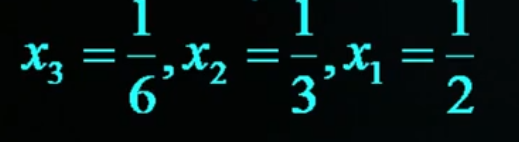 x₃ = 1/6, x₂ = 1/3, x₁ = 1/2